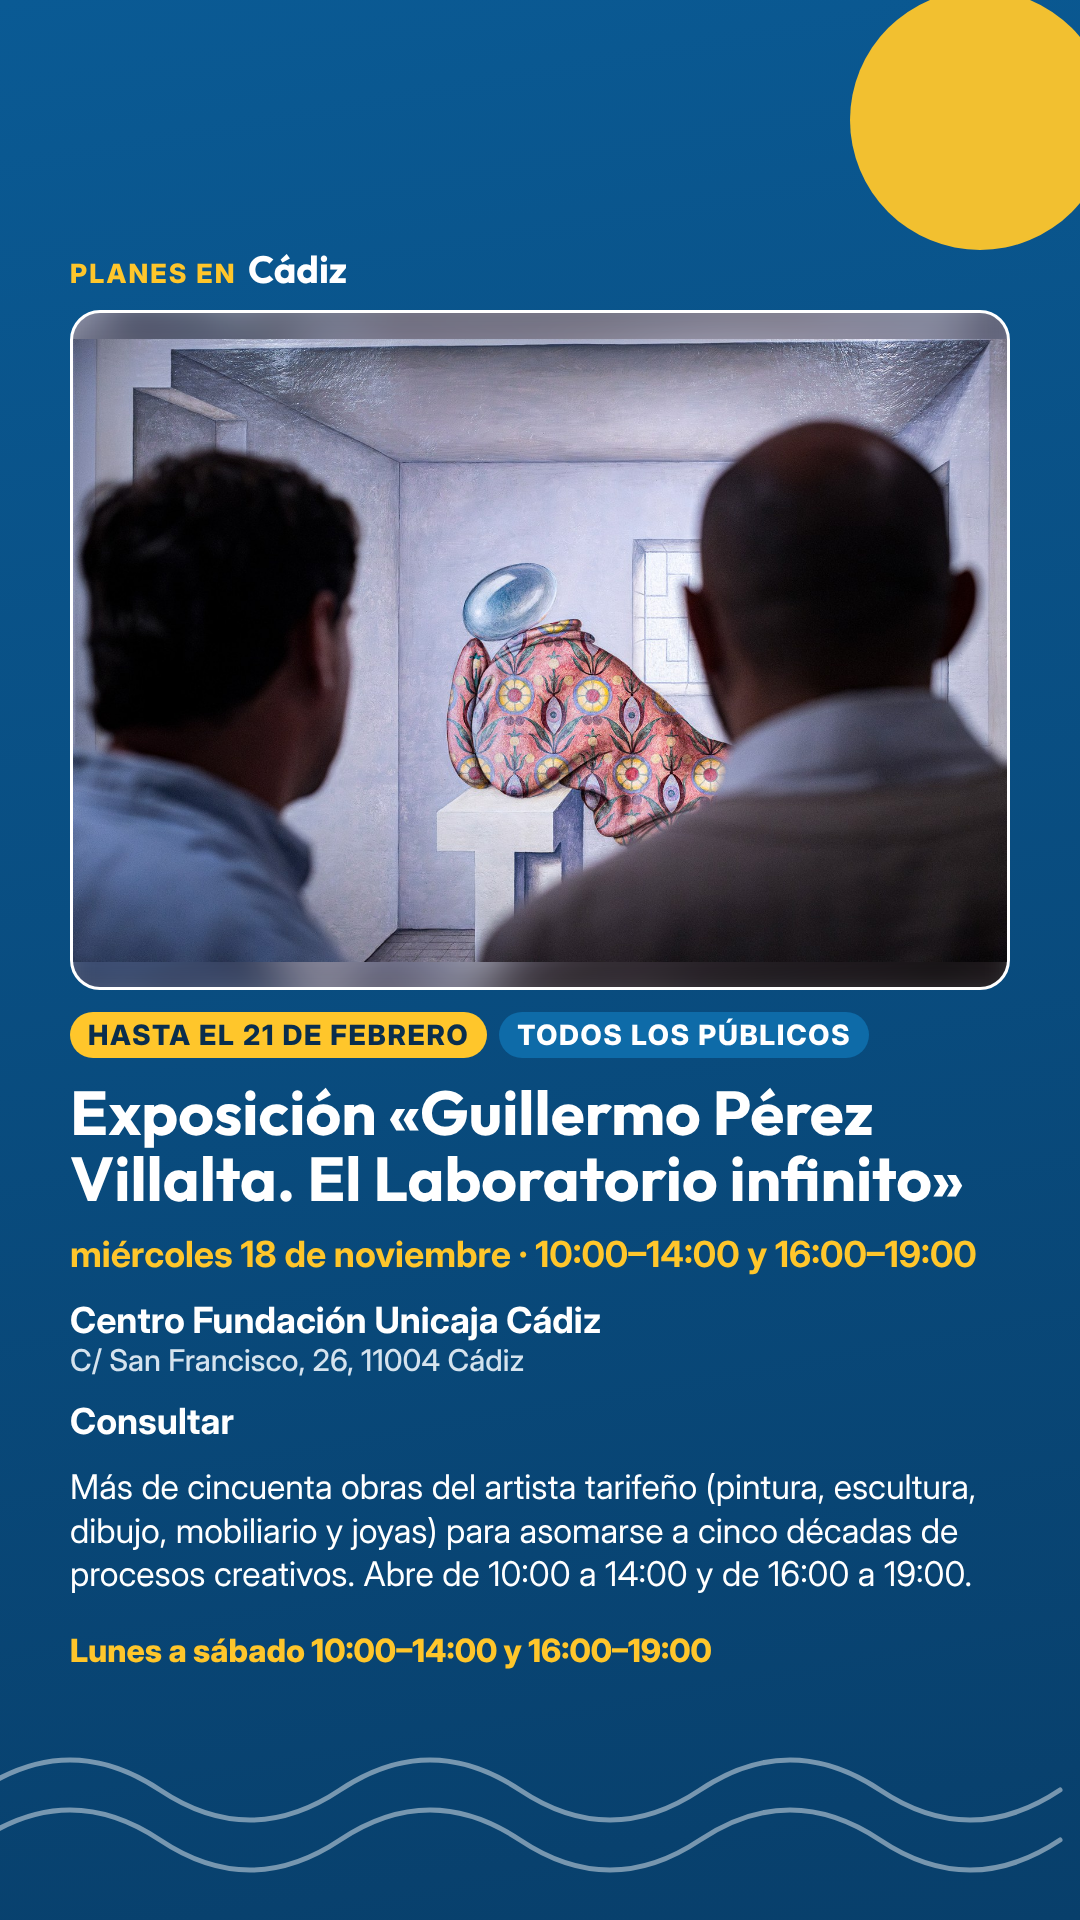 PLANES EN Cádiz
HASTA EL 21 DE FEBRERO
TODOS LOS PÚBLICOS
Exposición «Guillermo Pérez
Villalta. El Laboratorio infinito»
miércoles 18 de noviembre · 10:00–14:00 y 16:00–19:00
Centro Fundación Unicaja Cádiz
C/ San Francisco, 26, 11004 Cádiz
Consultar
Más de cincuenta obras del artista tarifeño (pintura, escultura,
dibujo, mobiliario y joyas) para asomarse a cinco décadas de
procesos creativos. Abre de 10:00 a 14:00 y de 16:00 a 19:00.
Lunes a sábado 10:00–14:00 y 16:00–19:00